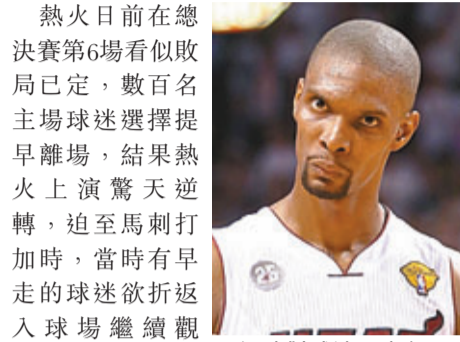 熱火日前在總
決賽第6場看似敗
局已定，數百名
主場球迷選擇提
早離場，結果熱
火上演驚天逆
轉，迫至馬刺打
加時，當時有早
走的球迷欲折返
入球場繼續觀
25